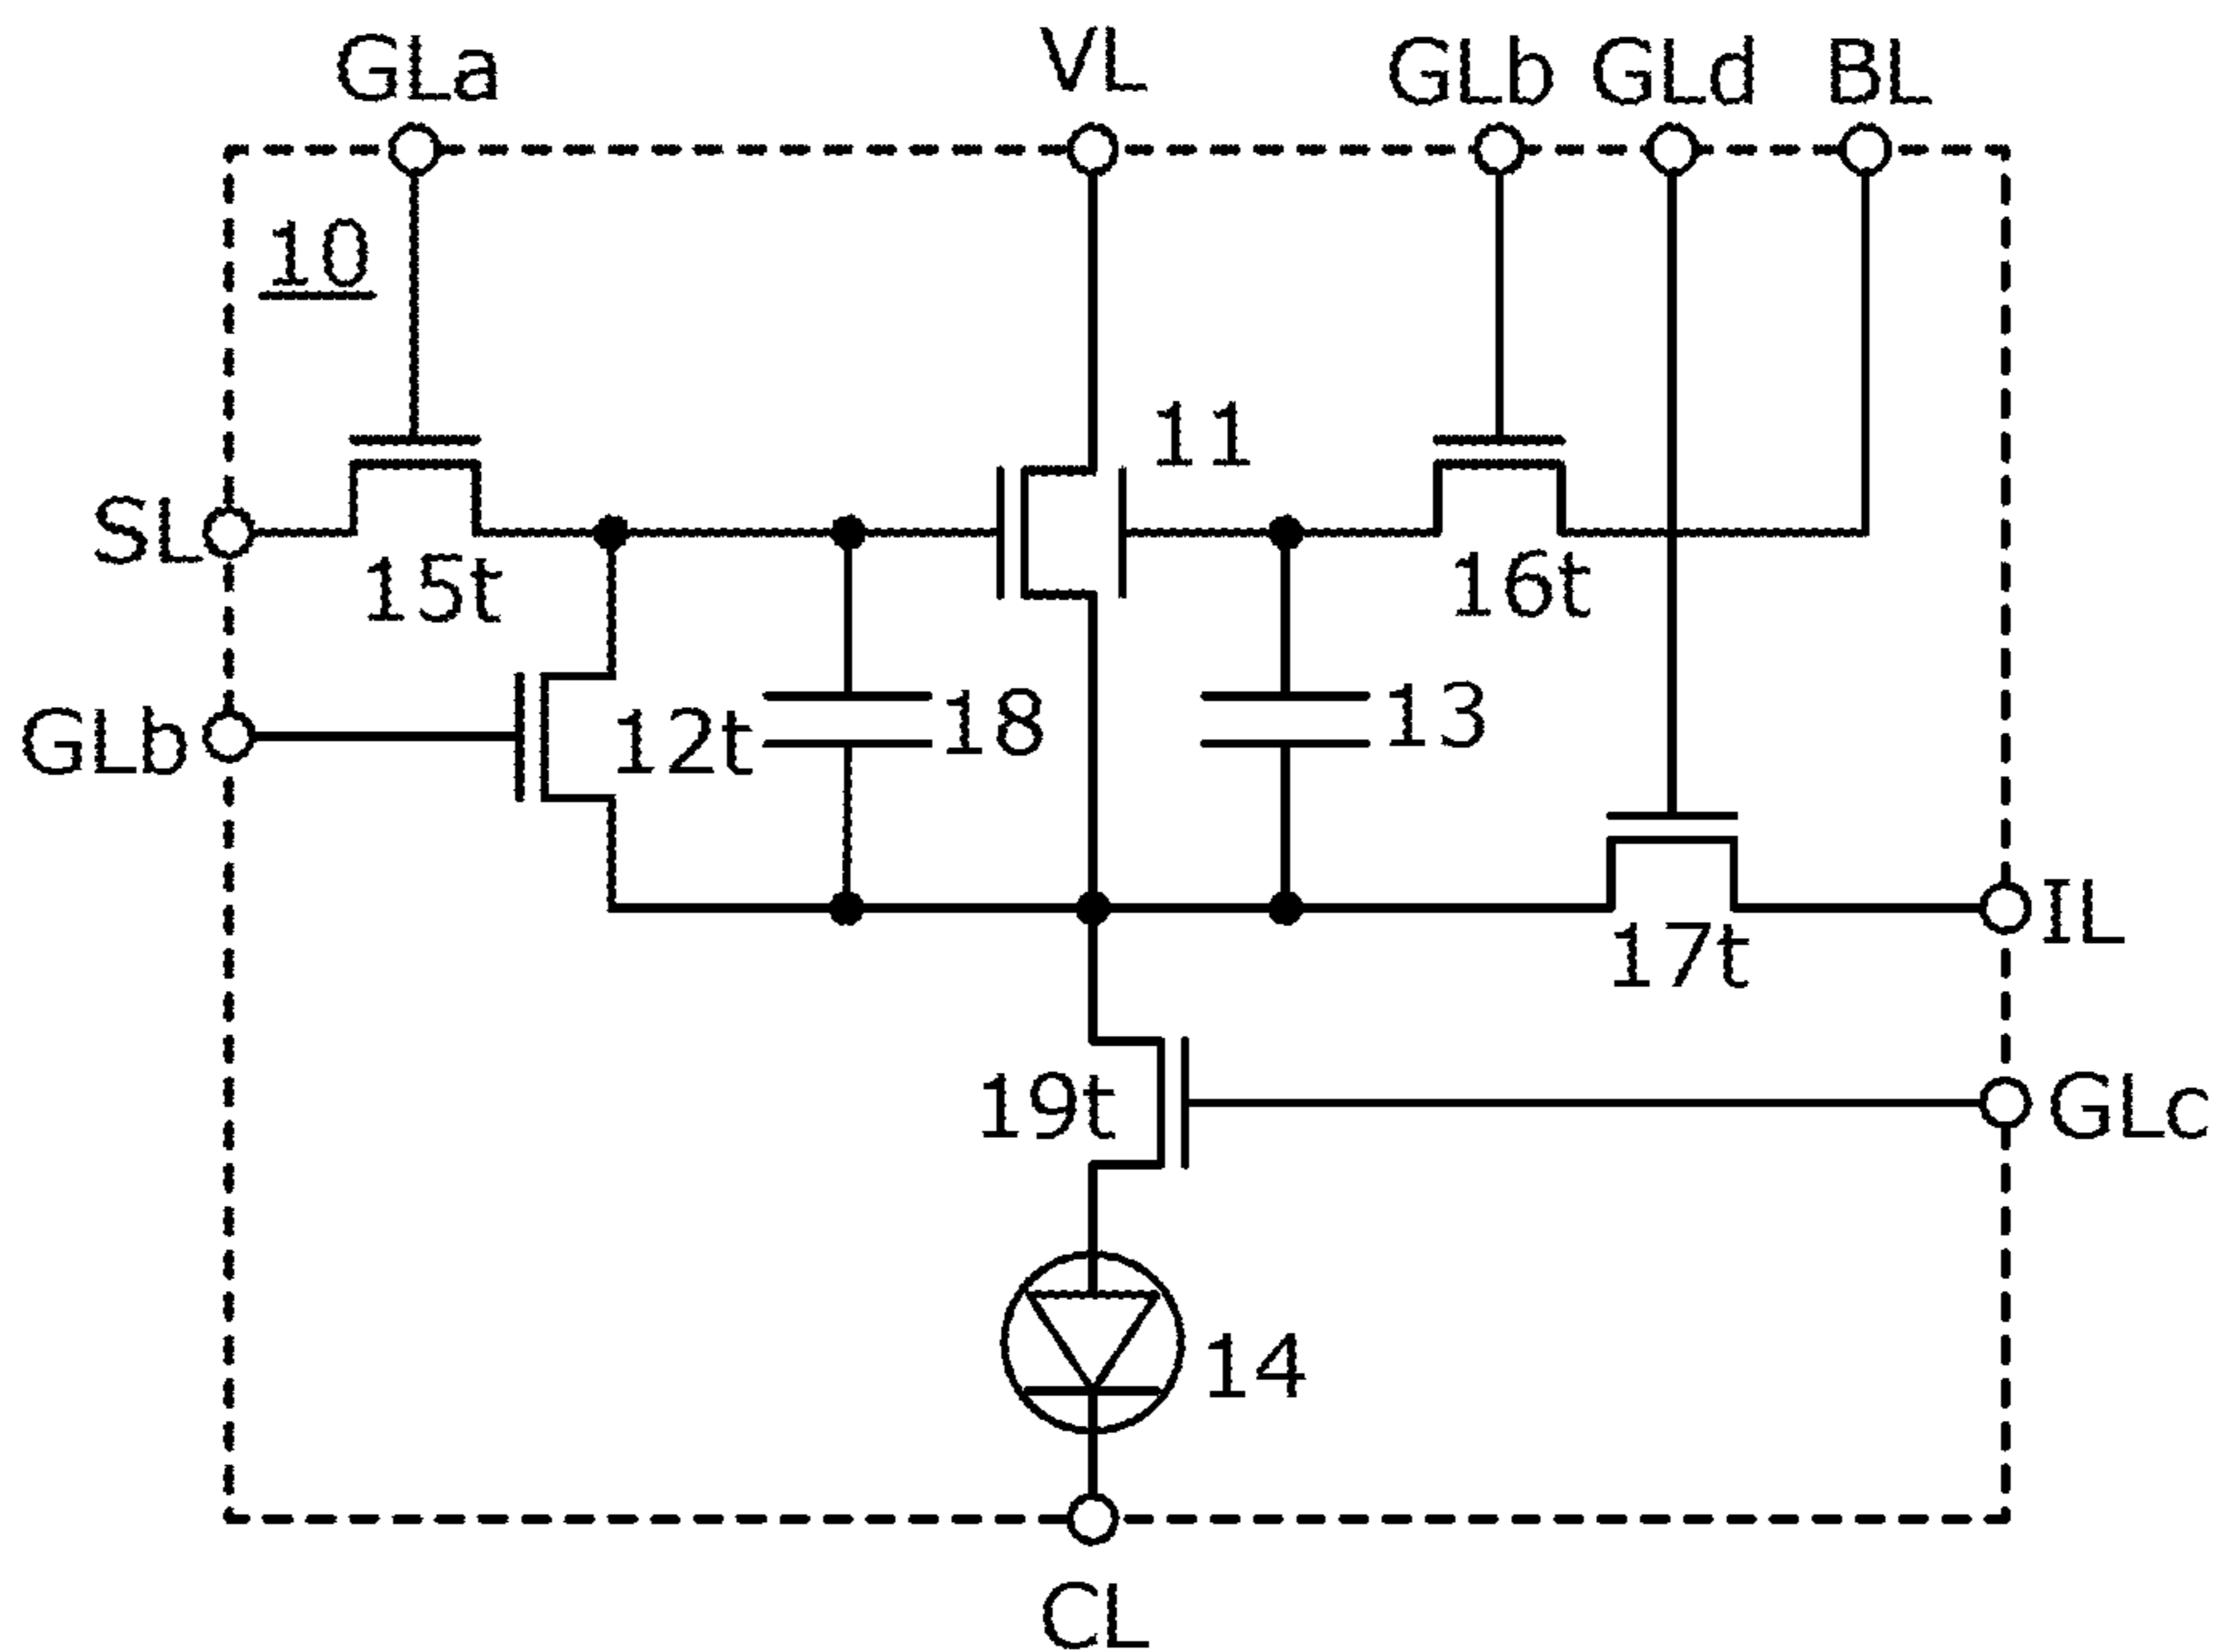 GLa VL GLb GLd BL
10
11
SL 15t 16t
GLb 12t 18 13
IL
17t
19t GLc
14
CL